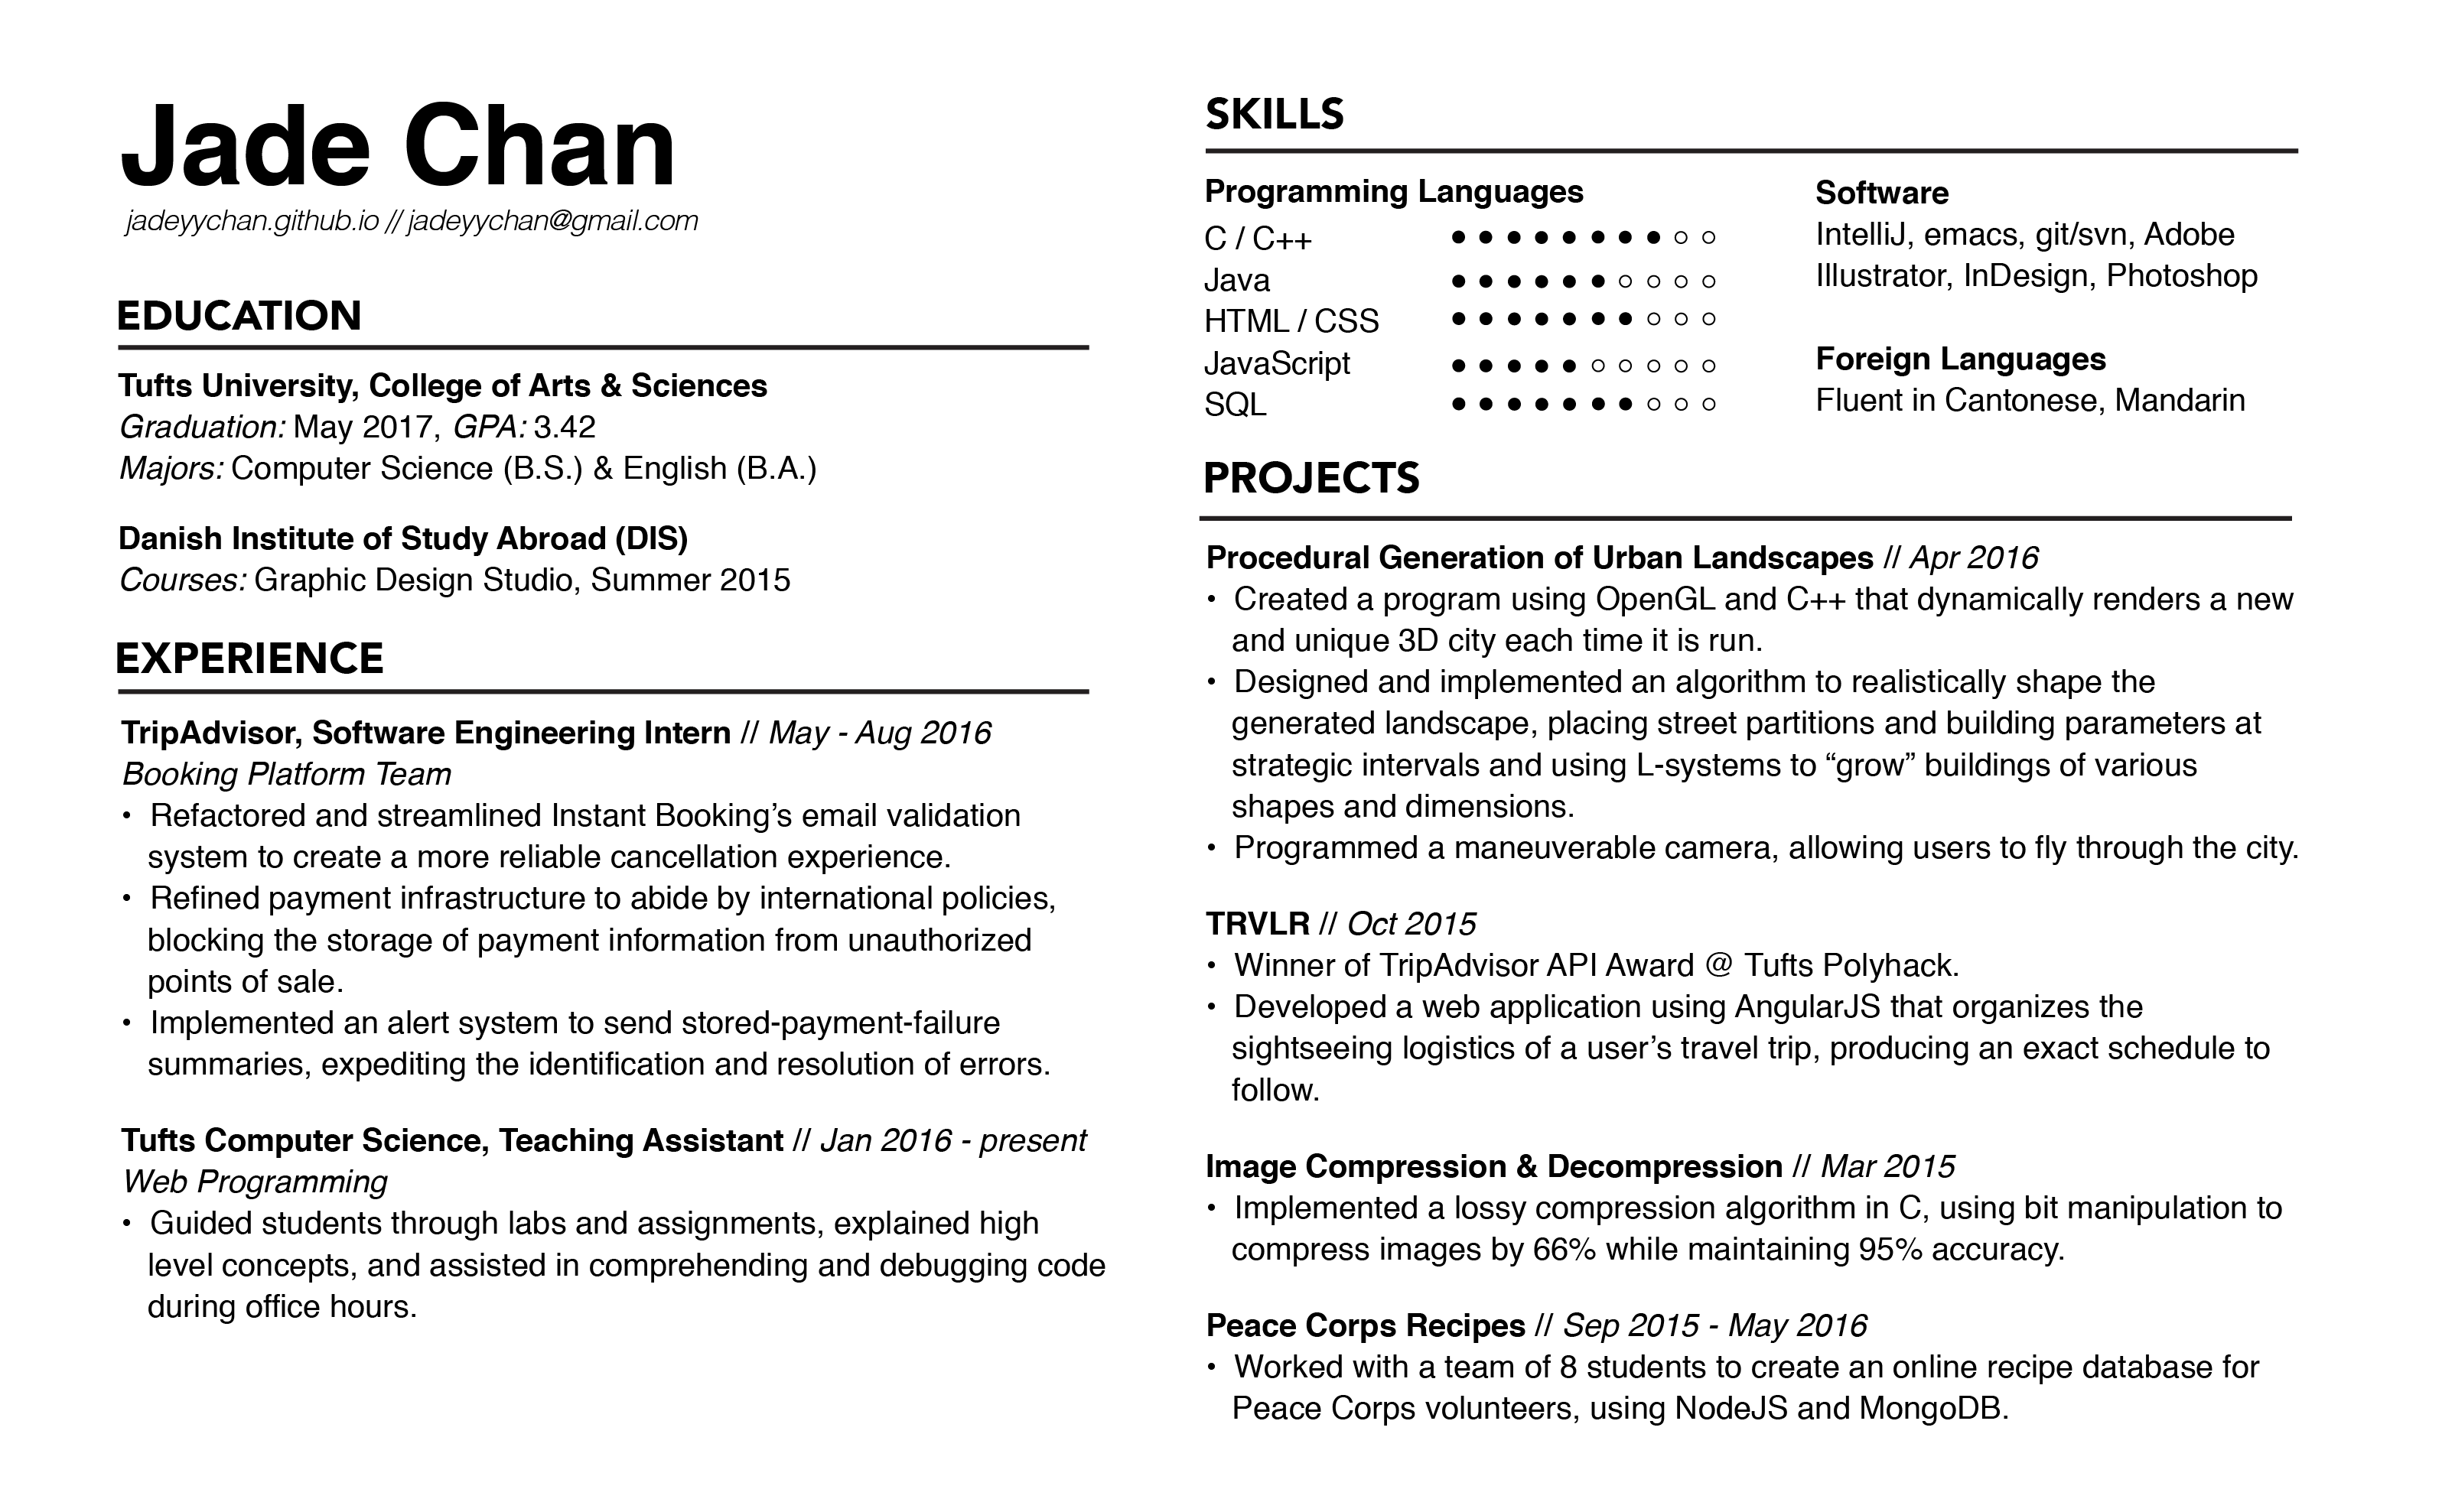 Jade Chan
jadeyychan.github.io // jadeyychan@gmail.com
EDUCATION
Tufts University, College of Arts & Sciences
Graduation: May 2017, GPA: 3.42
Majors: Computer Science (B.S.) & English (B.A.)
Danish Institute of Study Abroad (DIS)
Courses: Graphic Design Studio, Summer 2015
EXPERIENCE
TripAdvisor, Software Engineering Intern // May - Aug 2016
Booking Platform Team
• Refactored and streamlined Instant Booking’s email validation
system to create a more reliable cancellation experience.
• Refined payment infrastructure to abide by international policies,
blocking the storage of payment information from unauthorized
points of sale.
• Implemented an alert system to send stored-payment-failure
summaries, expediting the identification and resolution of errors.
Tufts Computer Science, Teaching Assistant // Jan 2016 - present
Web Programming
• Guided students through labs and assignments, explained high
level concepts, and assisted in comprehending and debugging code
during office hours.
SKILLS
Programming Languages
C / C++
Java
HTML / CSS
JavaScript
SQL
Software
IntelliJ, emacs, git/svn, Adobe
Illustrator, InDesign, Photoshop
Foreign Languages
Fluent in Cantonese, Mandarin
PROJECTS
Procedural Generation of Urban Landscapes // Apr 2016
• Created a program using OpenGL and C++ that dynamically renders a new
and unique 3D city each time it is run.
• Designed and implemented an algorithm to realistically shape the
generated landscape, placing street partitions and building parameters at
strategic intervals and using L-systems to “grow” buildings of various
shapes and dimensions.
• Programmed a maneuverable camera, allowing users to fly through the city.
TRVLR // Oct 2015
• Winner of TripAdvisor API Award @ Tufts Polyhack.
• Developed a web application using AngularJS that organizes the
sightseeing logistics of a user’s travel trip, producing an exact schedule to
follow.
Image Compression & Decompression // Mar 2015
• Implemented a lossy compression algorithm in C, using bit manipulation to
compress images by 66% while maintaining 95% accuracy.
Peace Corps Recipes // Sep 2015 - May 2016
• Worked with a team of 8 students to create an online recipe database for
Peace Corps volunteers, using NodeJS and MongoDB.